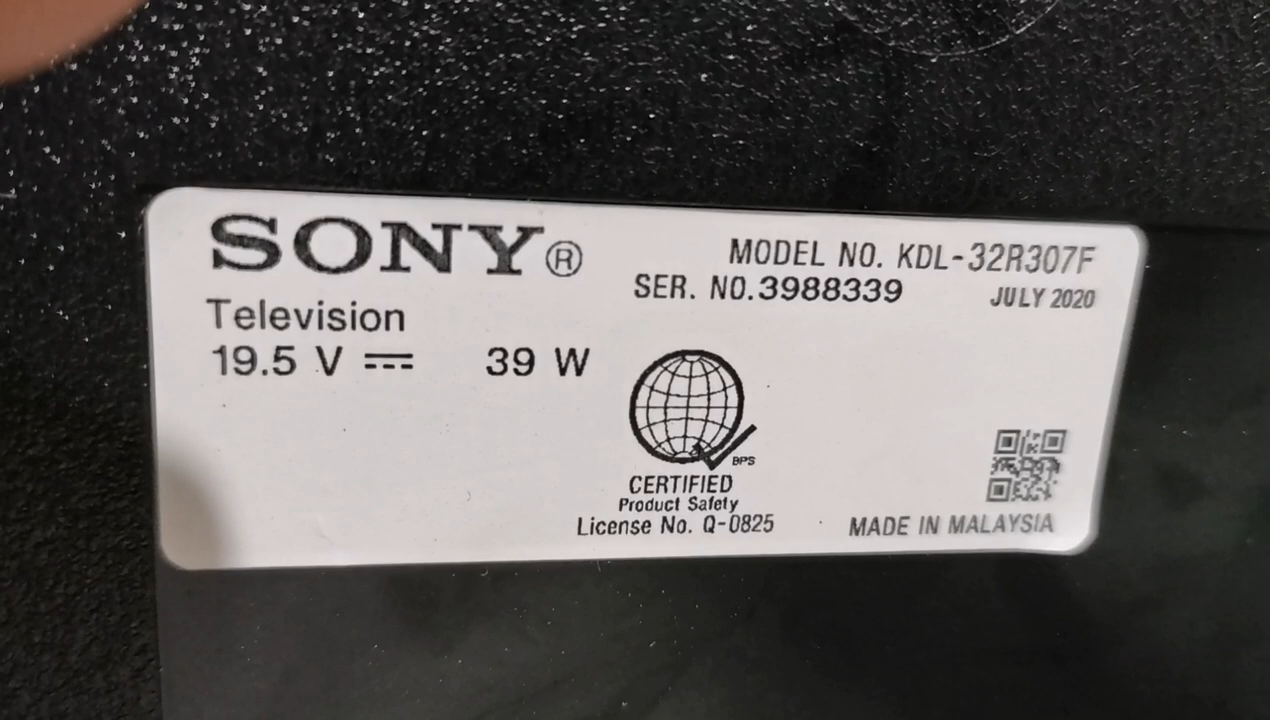 SONY®
MODEL NO. KDL-32R307F
SER. NO.3988339
JULY 2020
Television
19.5 V ⎓ 39 W
BPS
CERTIFIED
Product Safety
License No. Q-0825
MADE IN MALAYSIA